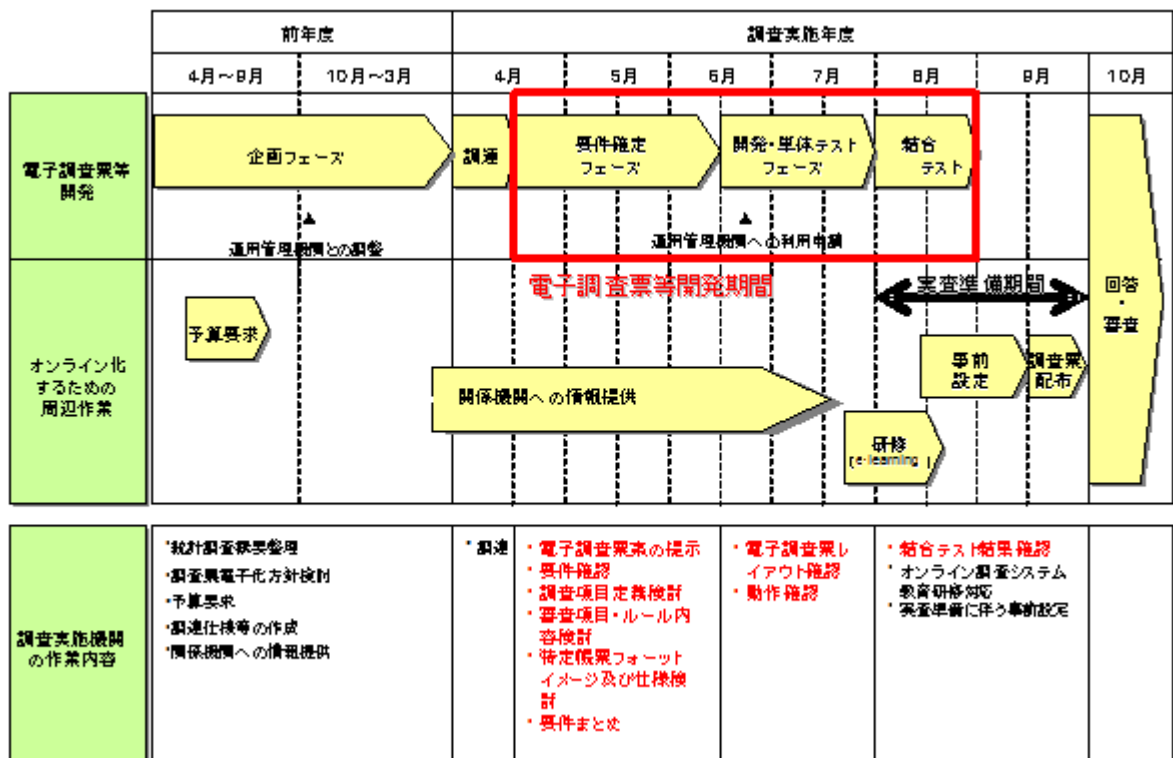 前年度
調査実施年度
4月～9月
10月～3月
4月
5月
6月
7月
8月
9月
10月
電子調査票等
開発
企画フェーズ
調達
要件確定
フェーズ
開発・単体テスト
フェーズ
結合
テスト
▲
運用管理機関との調整
▲
運用管理機関への利用申請
電子調査票等開発期間
実査準備期間
回答
・
審査
オンライン化
するための
周辺作業
予算要求
関係機関への情報提供
事前
設定
調査票
配布
研修
(e-learning)
調査実施機関
の作業内容
・統計調査概要整理
・調査票電子化方針検討
・予算要求
・調達仕様等の作成
・関係機関への情報提供
・調達
・電子調査票案の提示
・要件確認
・調査項目定義検討
・審査項目・ルール内
容検討
・特定帳票フォーット
イメージ及び仕様検
討
・要件まとめ
・電子調査票レ
イアウト確認
・動作確認
・結合テスト結果確認
・オンライン調査システム
教育研修対応
・実査準備に伴う事前設定